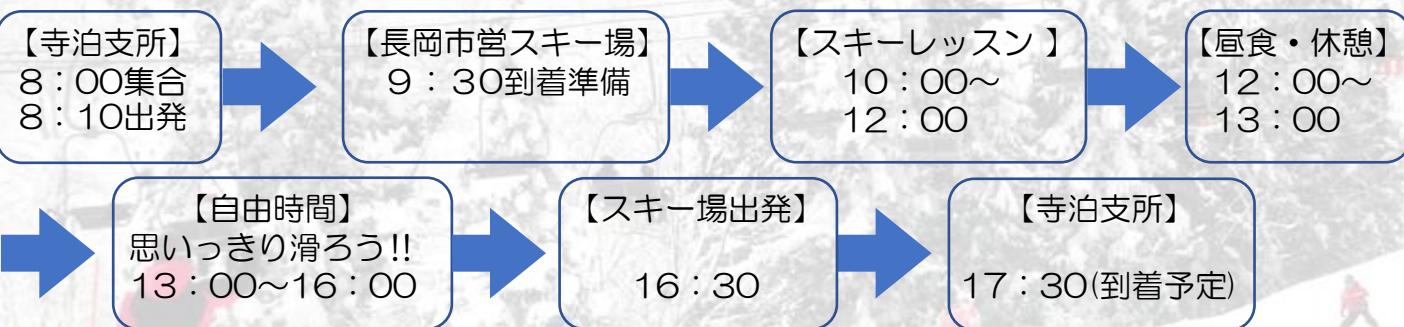 【寺泊支所】
8：00集合
8：10出発
【長岡市営スキー場】
9：30到着準備
【スキーレッスン 】
10：00～
12：00
【昼食・休憩】
12：00～
13：00
【自由時間】
思いっきり滑ろう!!
13：00～16：00
【スキー場出発】
16：30
【寺泊支所】
17：30(到着予定)